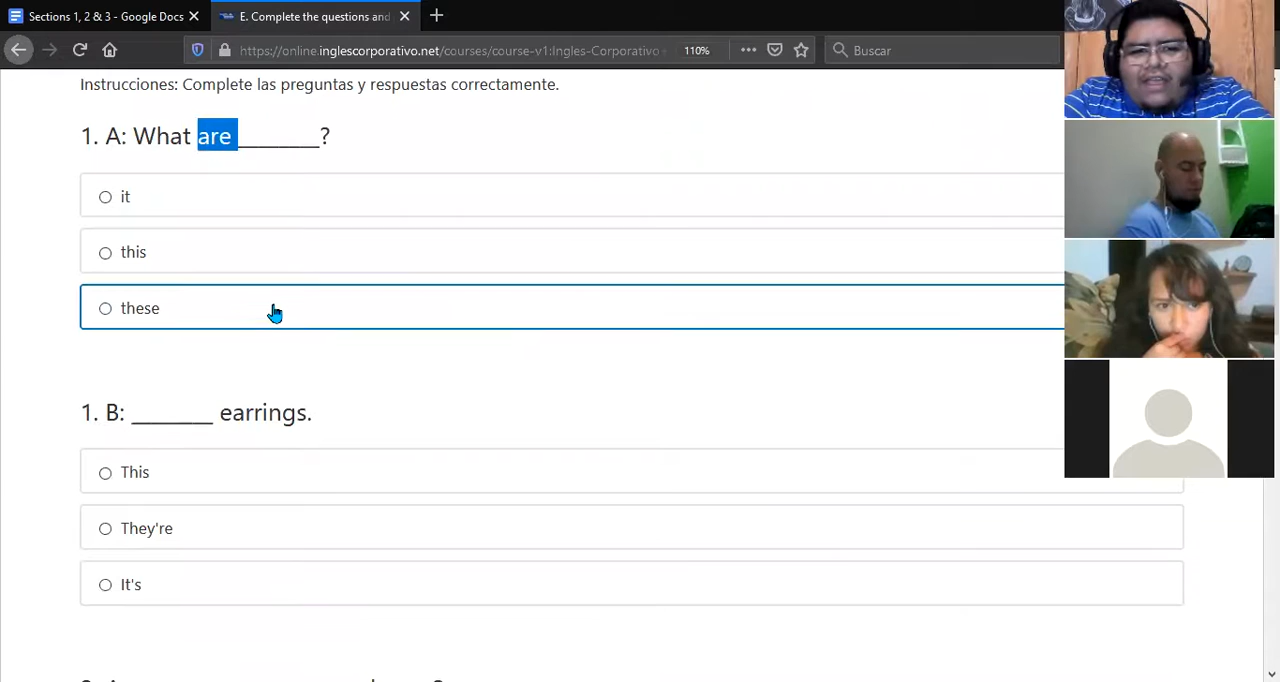 Sections 1, 2 & 3 - Google Docs
E. Complete the questions and
https://online.inglescorporativo.net/courses/course-v1:Ingles-Corporativo
110%
Buscar
Instrucciones: Complete las preguntas y respuestas correctamente.
1. A: What are ________?
it
this
these
1. B: ________ earrings.
This
They're
It's